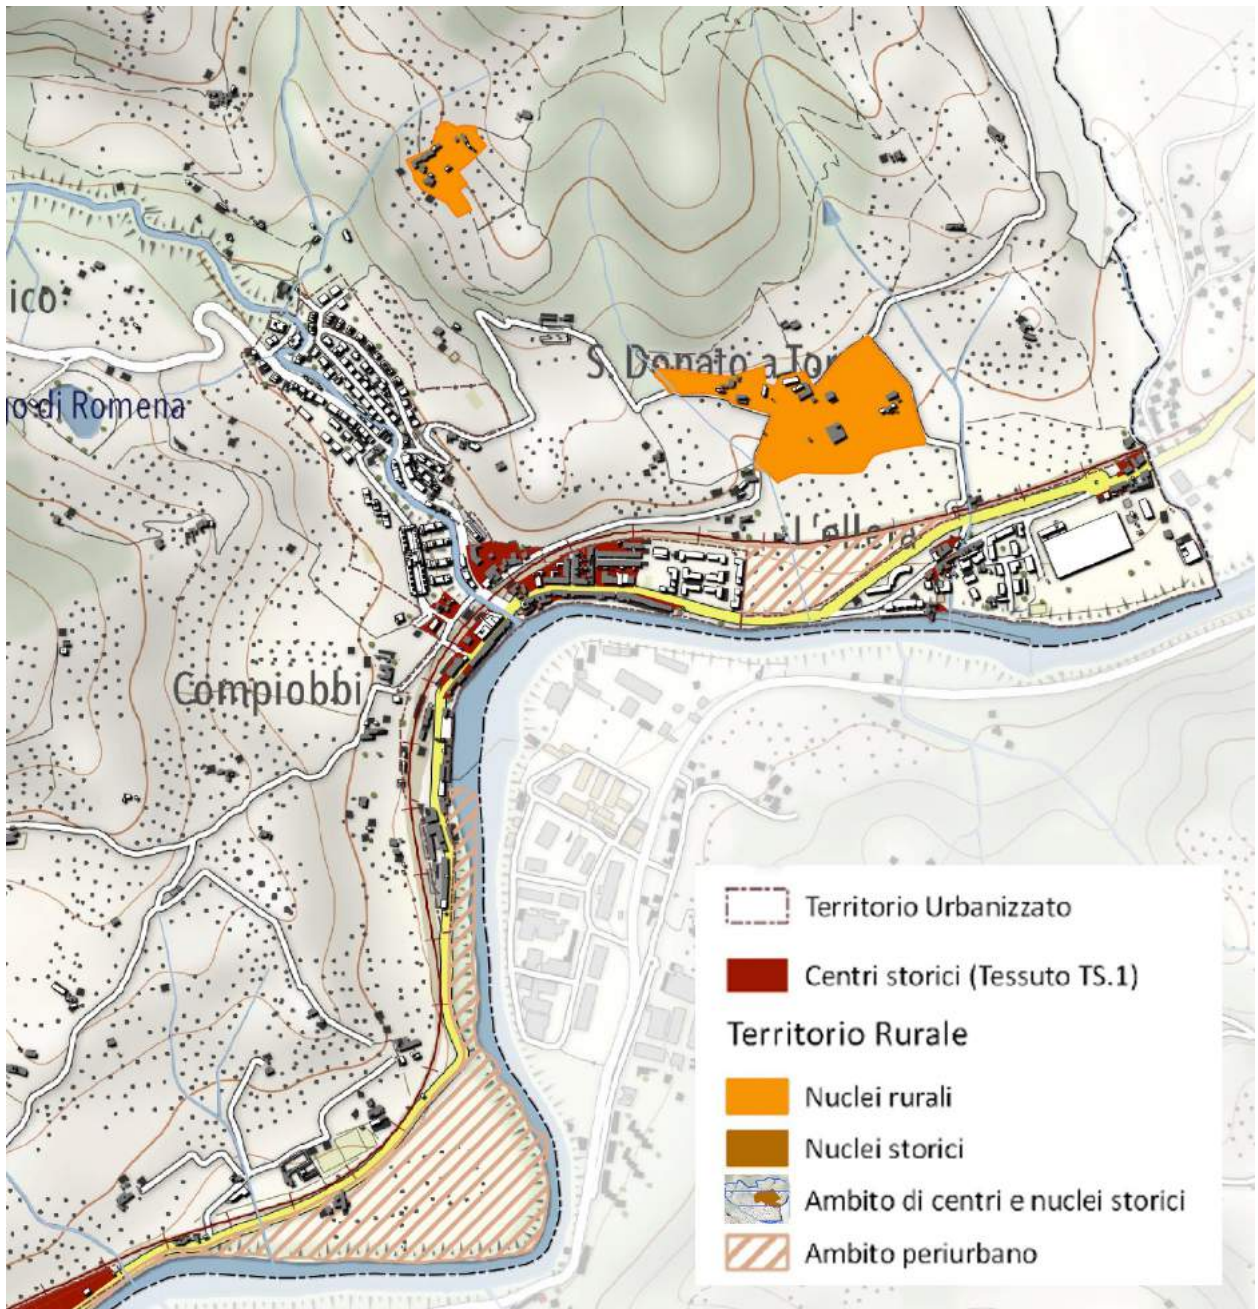 ico
S. Donato a Tor
o di Romena
L'ellera
Compiobbi
Territorio Urbanizzato
Centri storici (Tessuto TS.1)
Territorio Rurale
Nuclei rurali
Nuclei storici
Ambito di centri e nuclei storici
Ambito periurbano